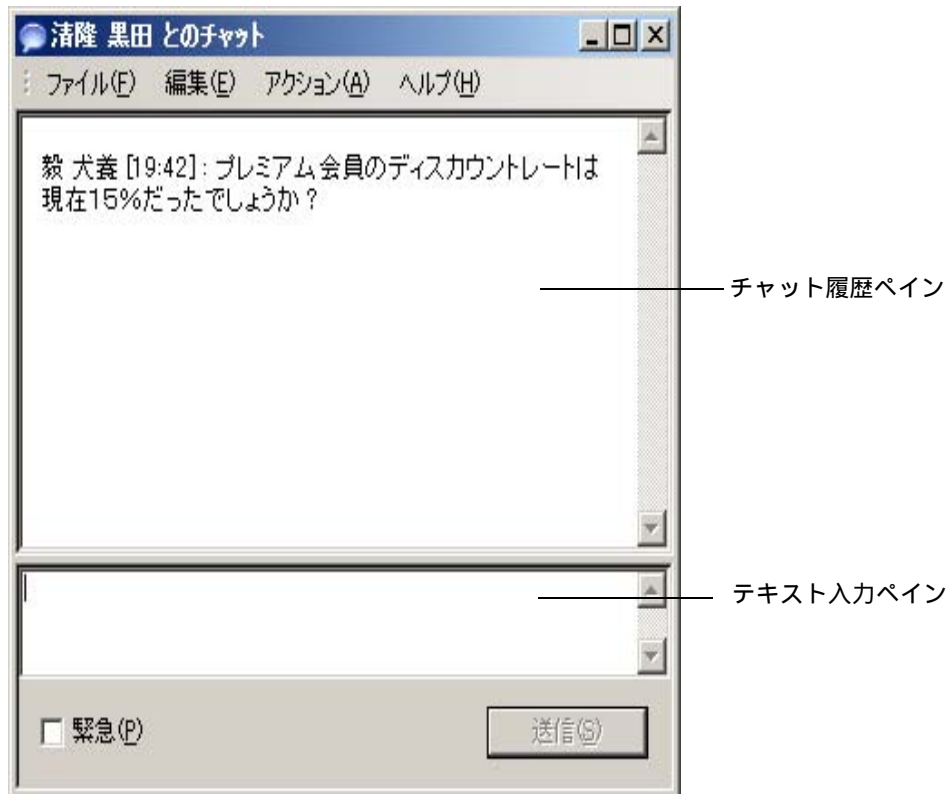 清隆 黒田 とのチャット
ファイル(F) 編集(E) アクション(A) ヘルプ(H)
毅 犬養 [19:42] : プレミアム会員のディスカウントレートは
現在15%だったでしょうか？
チャット履歴ペイン
テキスト入力ペイン
緊急(P)
送信(S)